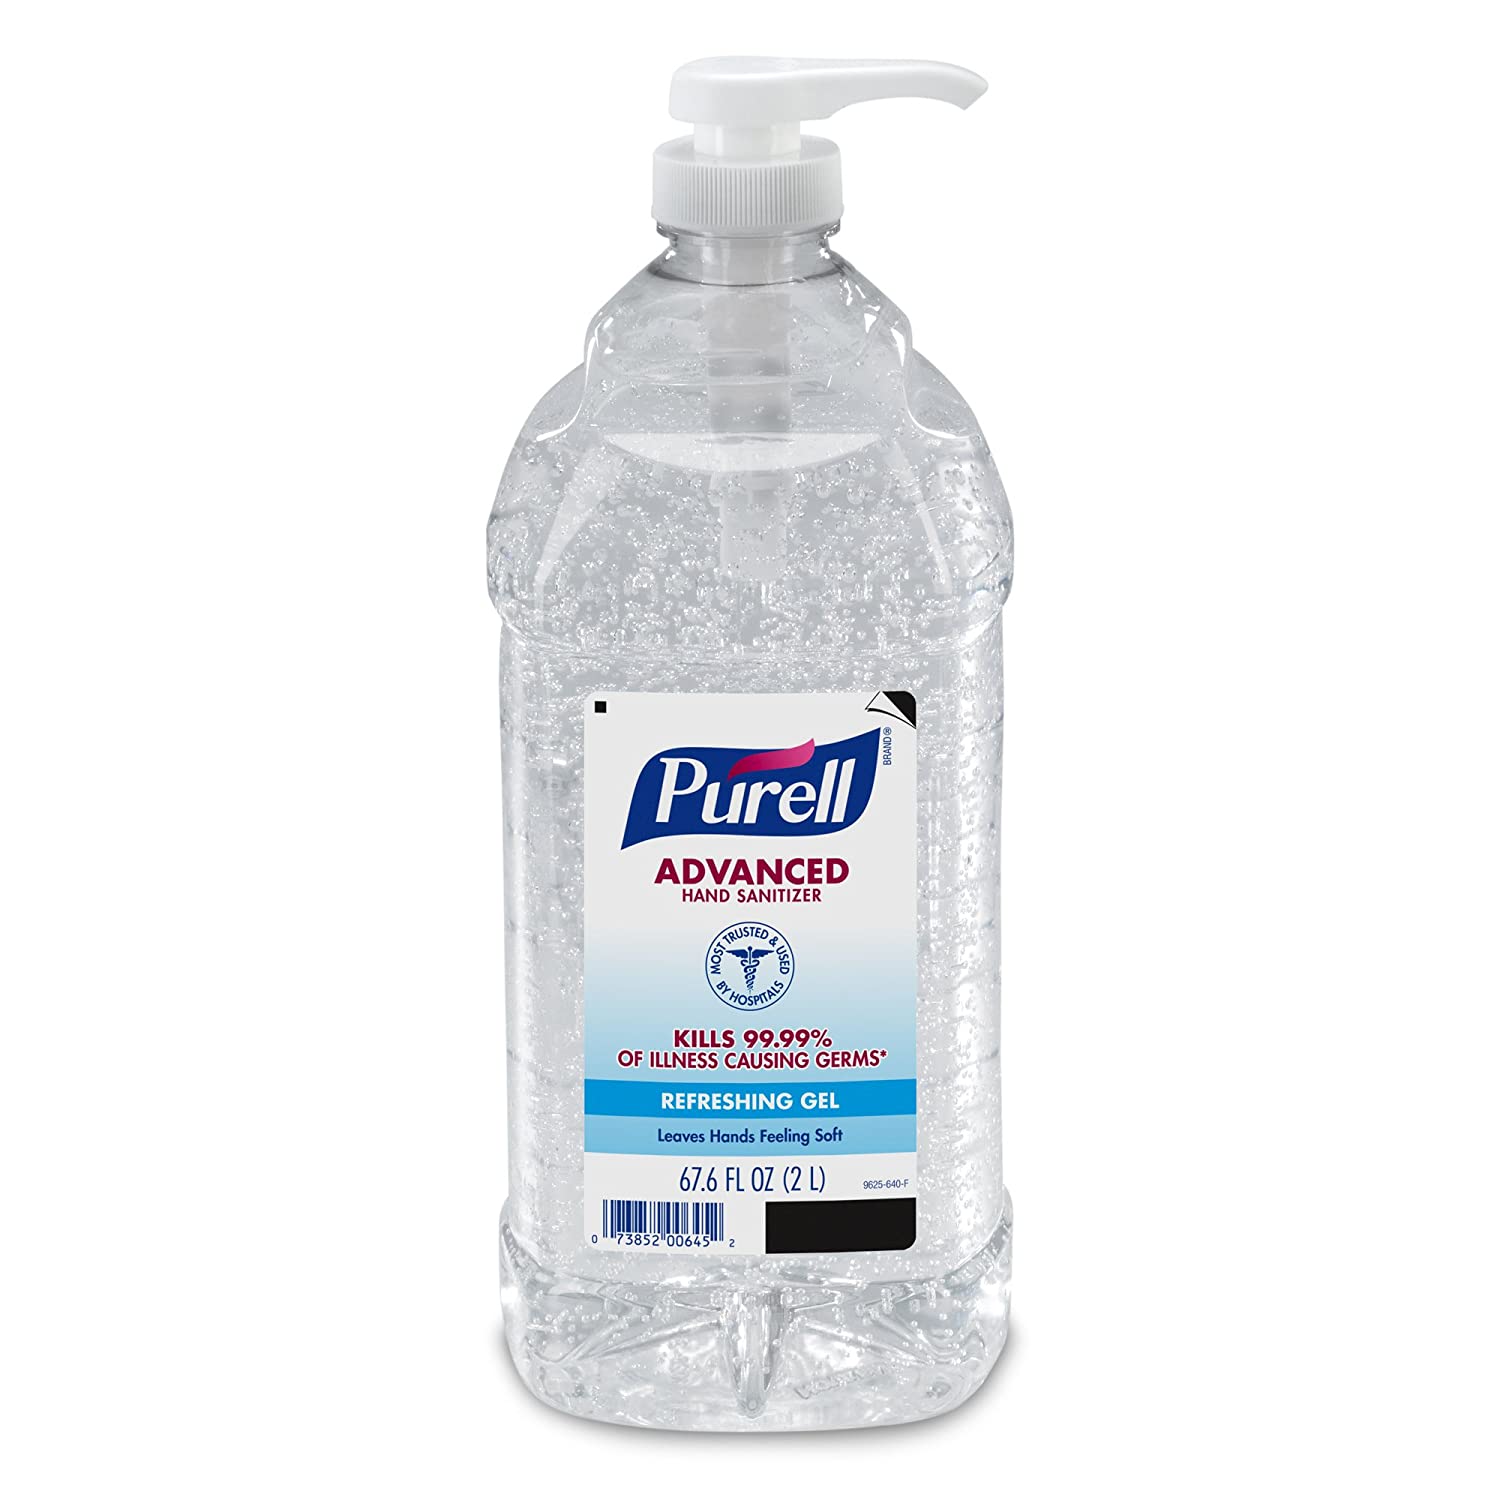 Purell
BRAND®
ADVANCED
HAND SANITIZER
MOST TRUSTED & USED
BY HOSPITALS
KILLS 99.99%
OF ILLNESS CAUSING GERMS*
REFRESHING GEL
Leaves Hands Feeling Soft
67.6 FL OZ (2 L)
9625-640-F
0 73852 00645 2